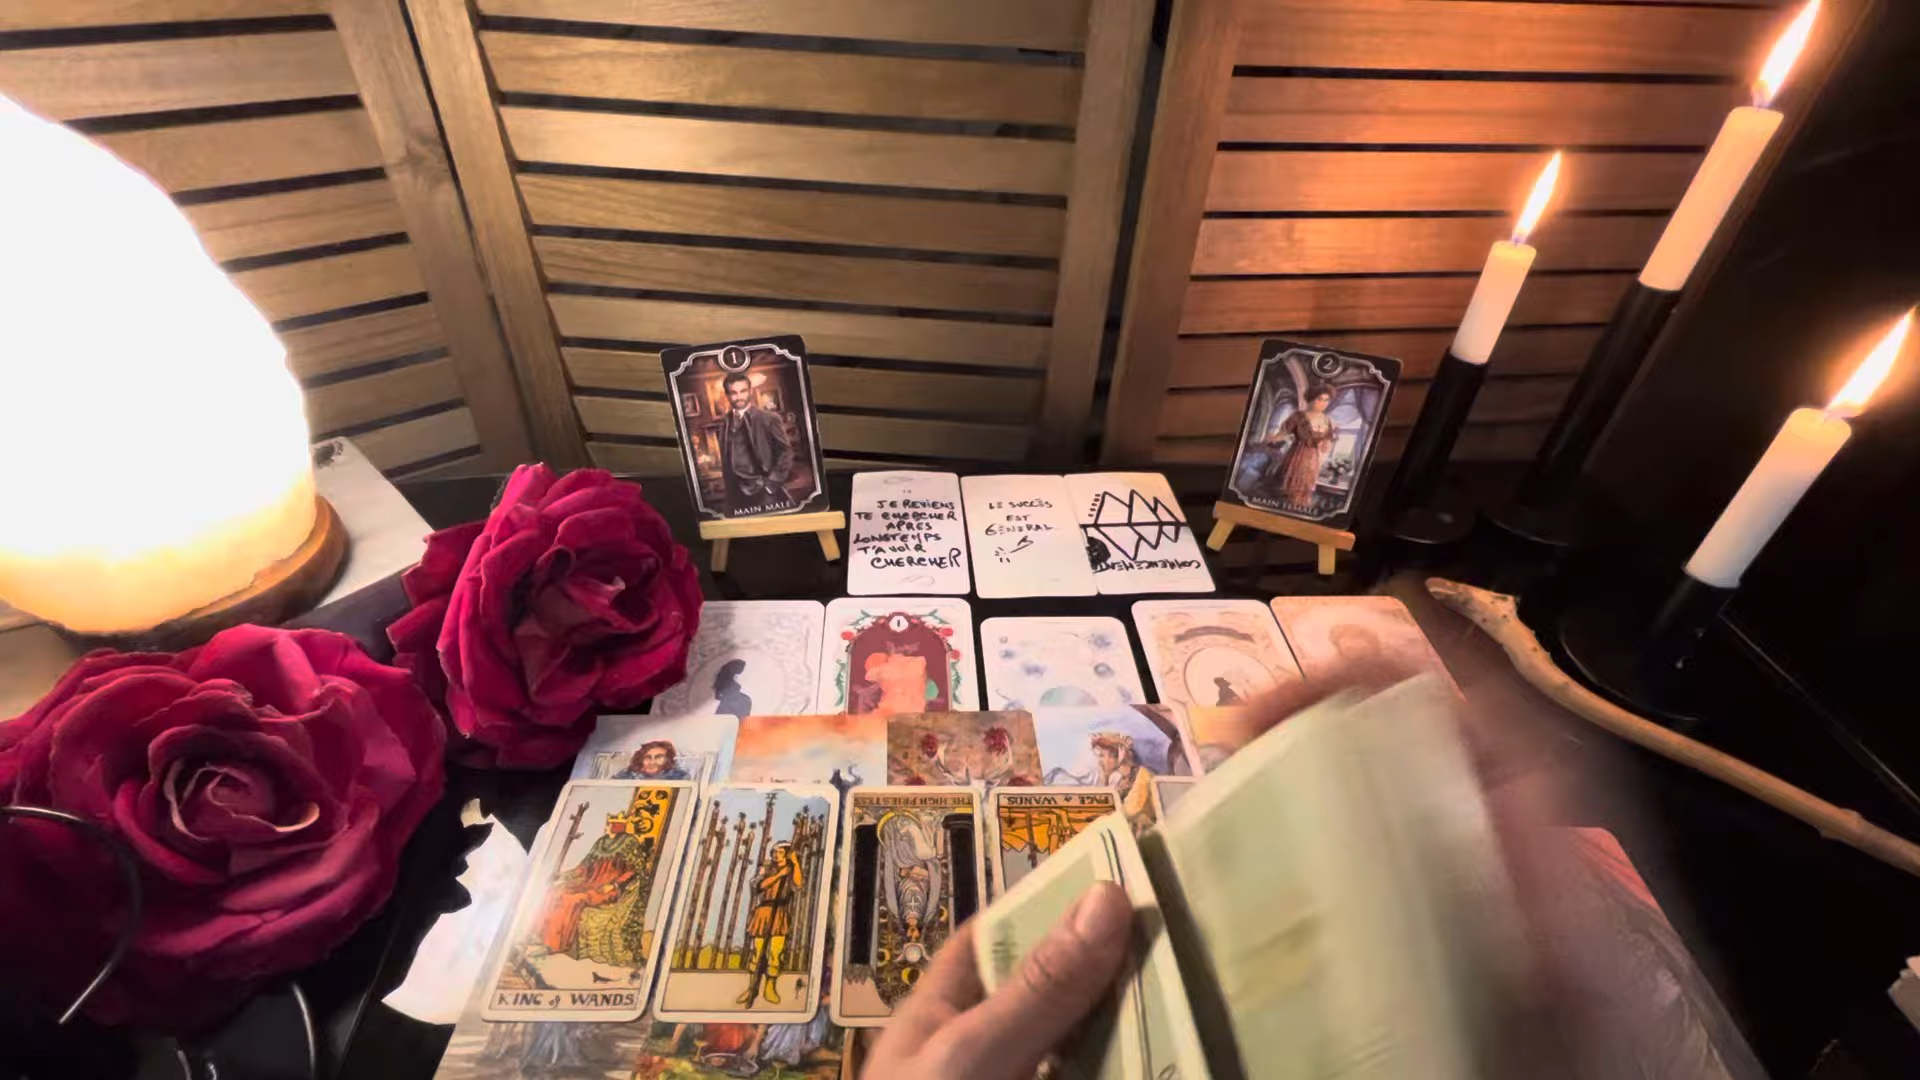 1
MAIN MALE
2
MAIN FEMALE
JE REVIENS
TE CHERCHER
APRÈS
LONGTEMPS
T'AVOIR
CHERCHER
LE SUCCÈS
EST
GÉNÉRAL
COMMENCEMENT
KING of WANDS.
THE HIGH PRIESTESS
PAGE of WANDS.